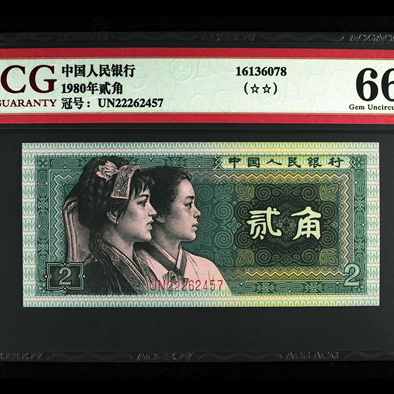 CG
GUARANTY
中国人民银行
1980年贰角
冠号：UN22262457
16136078
(☆☆)
66
Gem Uncircu
中国人民银行
贰角
2
UN22262457
2